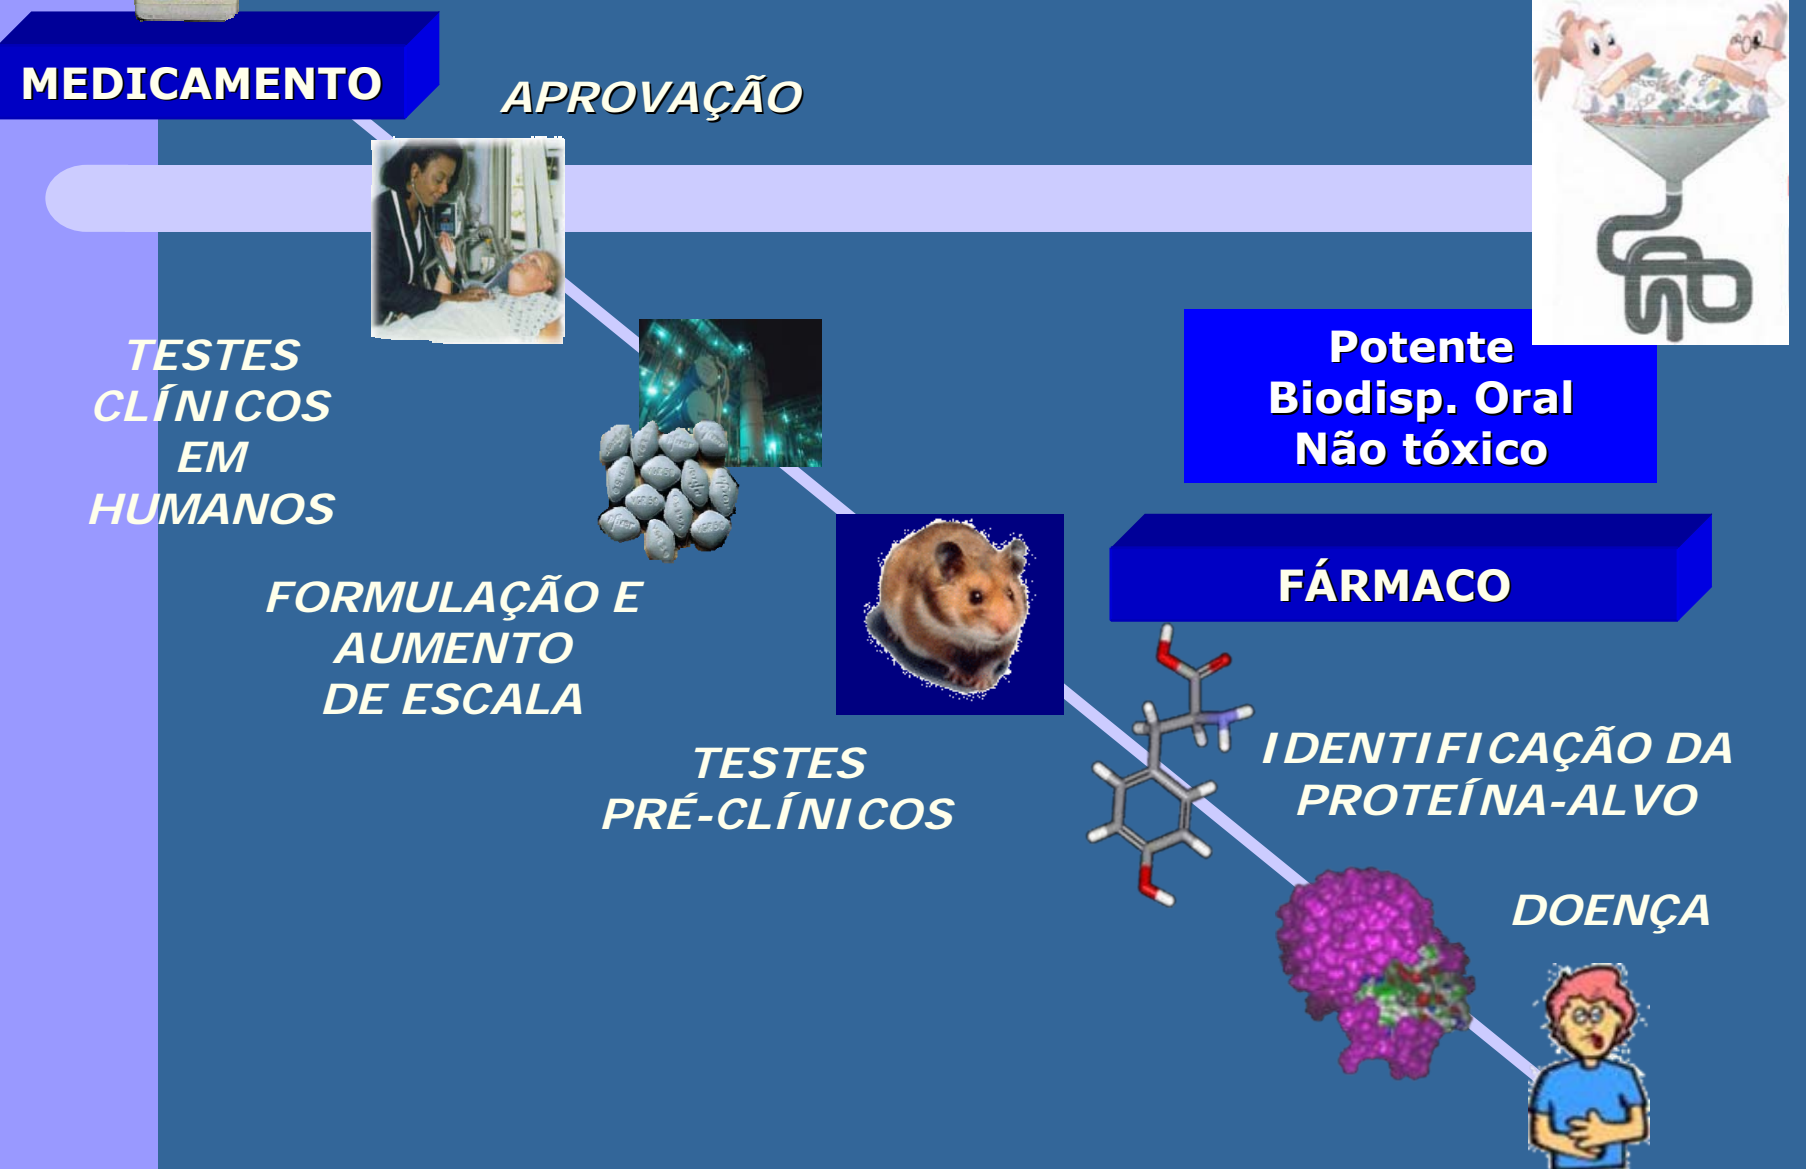 MEDICAMENTO
APROVAÇÃO
TESTES
CLÍNICOS
EM
HUMANOS
Potente
Biodisp. Oral
Não tóxico
FÁRMACO
FORMULAÇÃO E
AUMENTO
DE ESCALA
TESTES
PRÉ-CLÍNICOS
IDENTIFICAÇÃO DA
PROTEÍNA-ALVO
DOENÇA